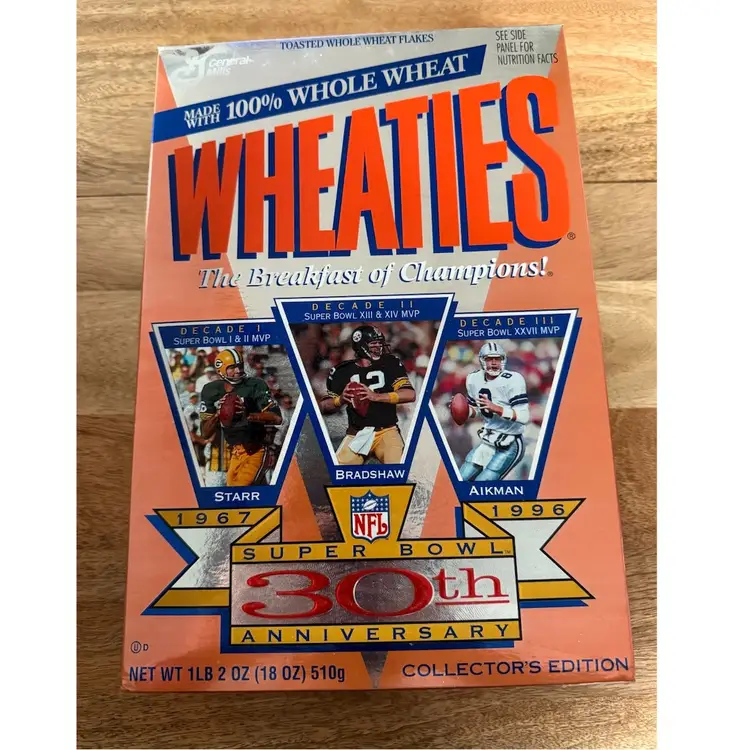 TOASTED WHOLE WHEAT FLAKES
SEE SIDE
PANEL FOR
NUTRITION FACTS
General
Mills
MADE
WITH 100% WHOLE WHEAT
WHEATIES®
The Breakfast of Champions!®
DECADE I
SUPER BOWL I & II MVP
DECADE II
SUPER BOWL XIII & XIV MVP
DECADE III
SUPER BOWL XXVII MVP
12
8
STARR
BRADSHAW
AIKMAN
1967
NFL
1996
SUPER BOWL™
30th
ANNIVERSARY
Ⓤ D
NET WT 1LB 2 OZ (18 OZ) 510g
COLLECTOR'S EDITION